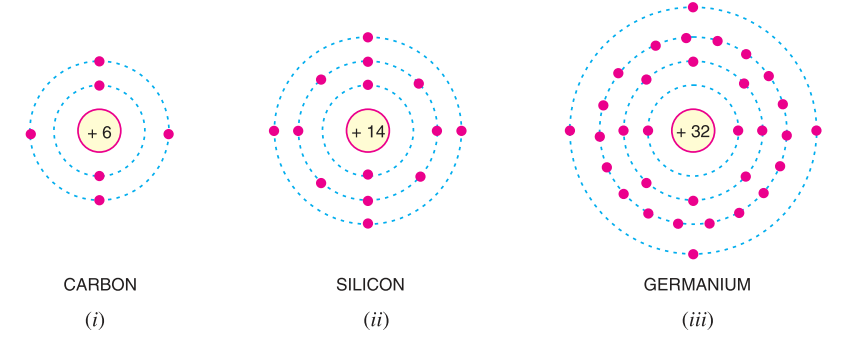 + 6
+ 14
+ 32
CARBON
SILICON
GERMANIUM
(i)
(ii)
(iii)